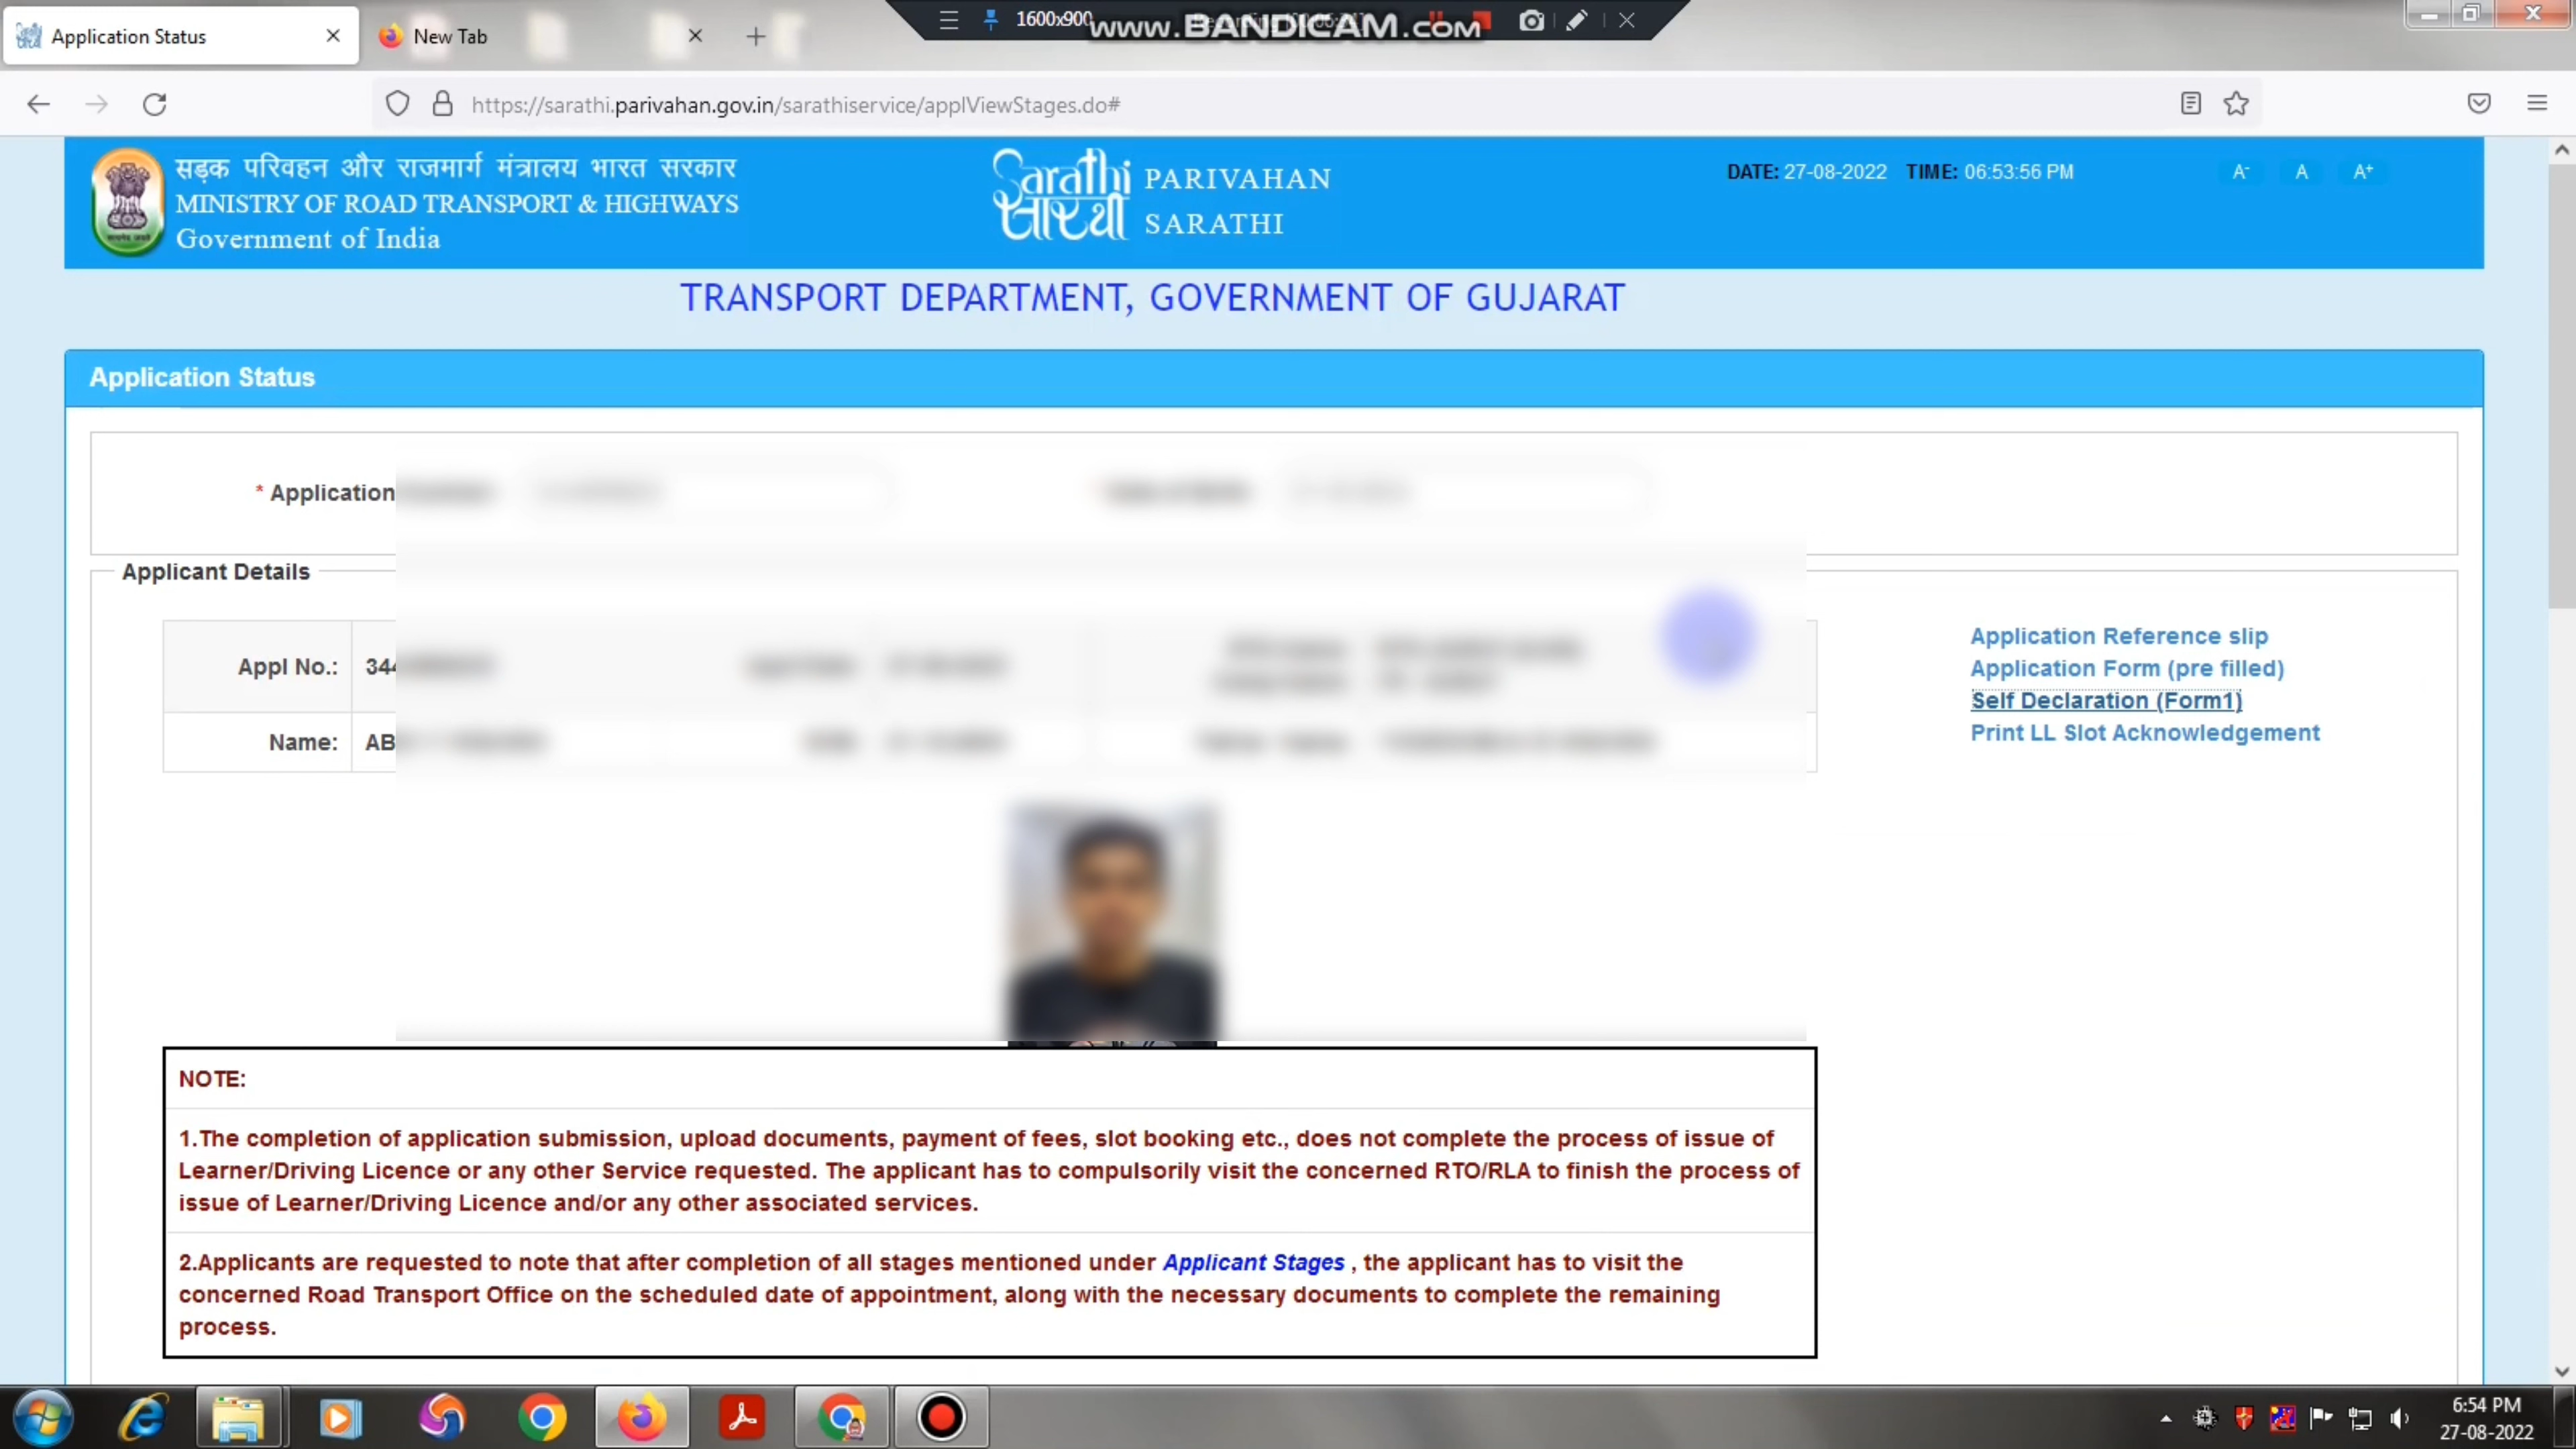 Application Status
New Tab
1600x900
www.BANDICAM.com
https://sarathi.parivahan.gov.in/sarathiservice/applViewStages.do#
सड़क परिवहन और राजमार्ग मंत्रालय भारत सरकार
MINISTRY OF ROAD TRANSPORT & HIGHWAYS
Government of India
Sarathi
सारथी
PARIVAHAN
SARATHI
DATE: 27-08-2022 TIME: 06:53:56 PM
A- A A+
TRANSPORT DEPARTMENT, GOVERNMENT OF GUJARAT
Application Status
* Application
Applicant Details
Appl No.: 344
Name: AB
Application Reference slip
Application Form (pre filled)
Self Declaration (Form1)
Print LL Slot Acknowledgement
NOTE:
1.The completion of application submission, upload documents, payment of fees, slot booking etc., does not complete the process of issue of
Learner/Driving Licence or any other Service requested. The applicant has to compulsorily visit the concerned RTO/RLA to finish the process of
issue of Learner/Driving Licence and/or any other associated services.
2.Applicants are requested to note that after completion of all stages mentioned under Applicant Stages , the applicant has to visit the
concerned Road Transport Office on the scheduled date of appointment, along with the necessary documents to complete the remaining
process.
6:54 PM
27-08-2022